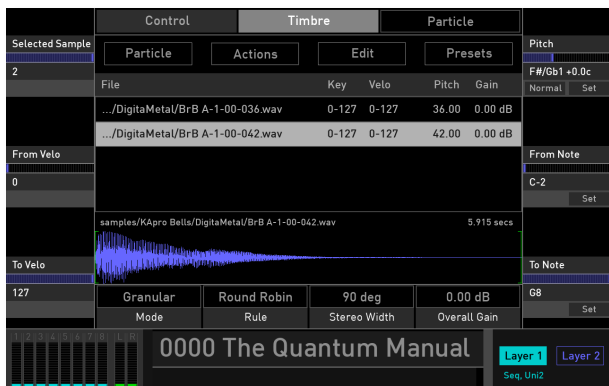 Control Timbre Particle
Selected Sample
2
Particle Actions Edit Presets
Pitch
F#/Gb1 +0.0c
Normal Set
File Key Velo Pitch Gain
.../DigitaMetal/BrB A-1-00-036.wav 0-127 0-127 36.00 0.00 dB
.../DigitaMetal/BrB A-1-00-042.wav 0-127 0-127 42.00 0.00 dB
From Velo
0
From Note
C-2
Set
samples/KApro Bells/DigitaMetal/BrB A-1-00-042.wav 5.915 secs
To Velo
127
To Note
G8
Set
Granular Round Robin 90 deg 0.00 dB
Mode Rule Stereo Width Overall Gain
1 2 3 4 5 6 7 8 L R
0000 The Quantum Manual
Layer 1 Layer 2
Seq, Uni2